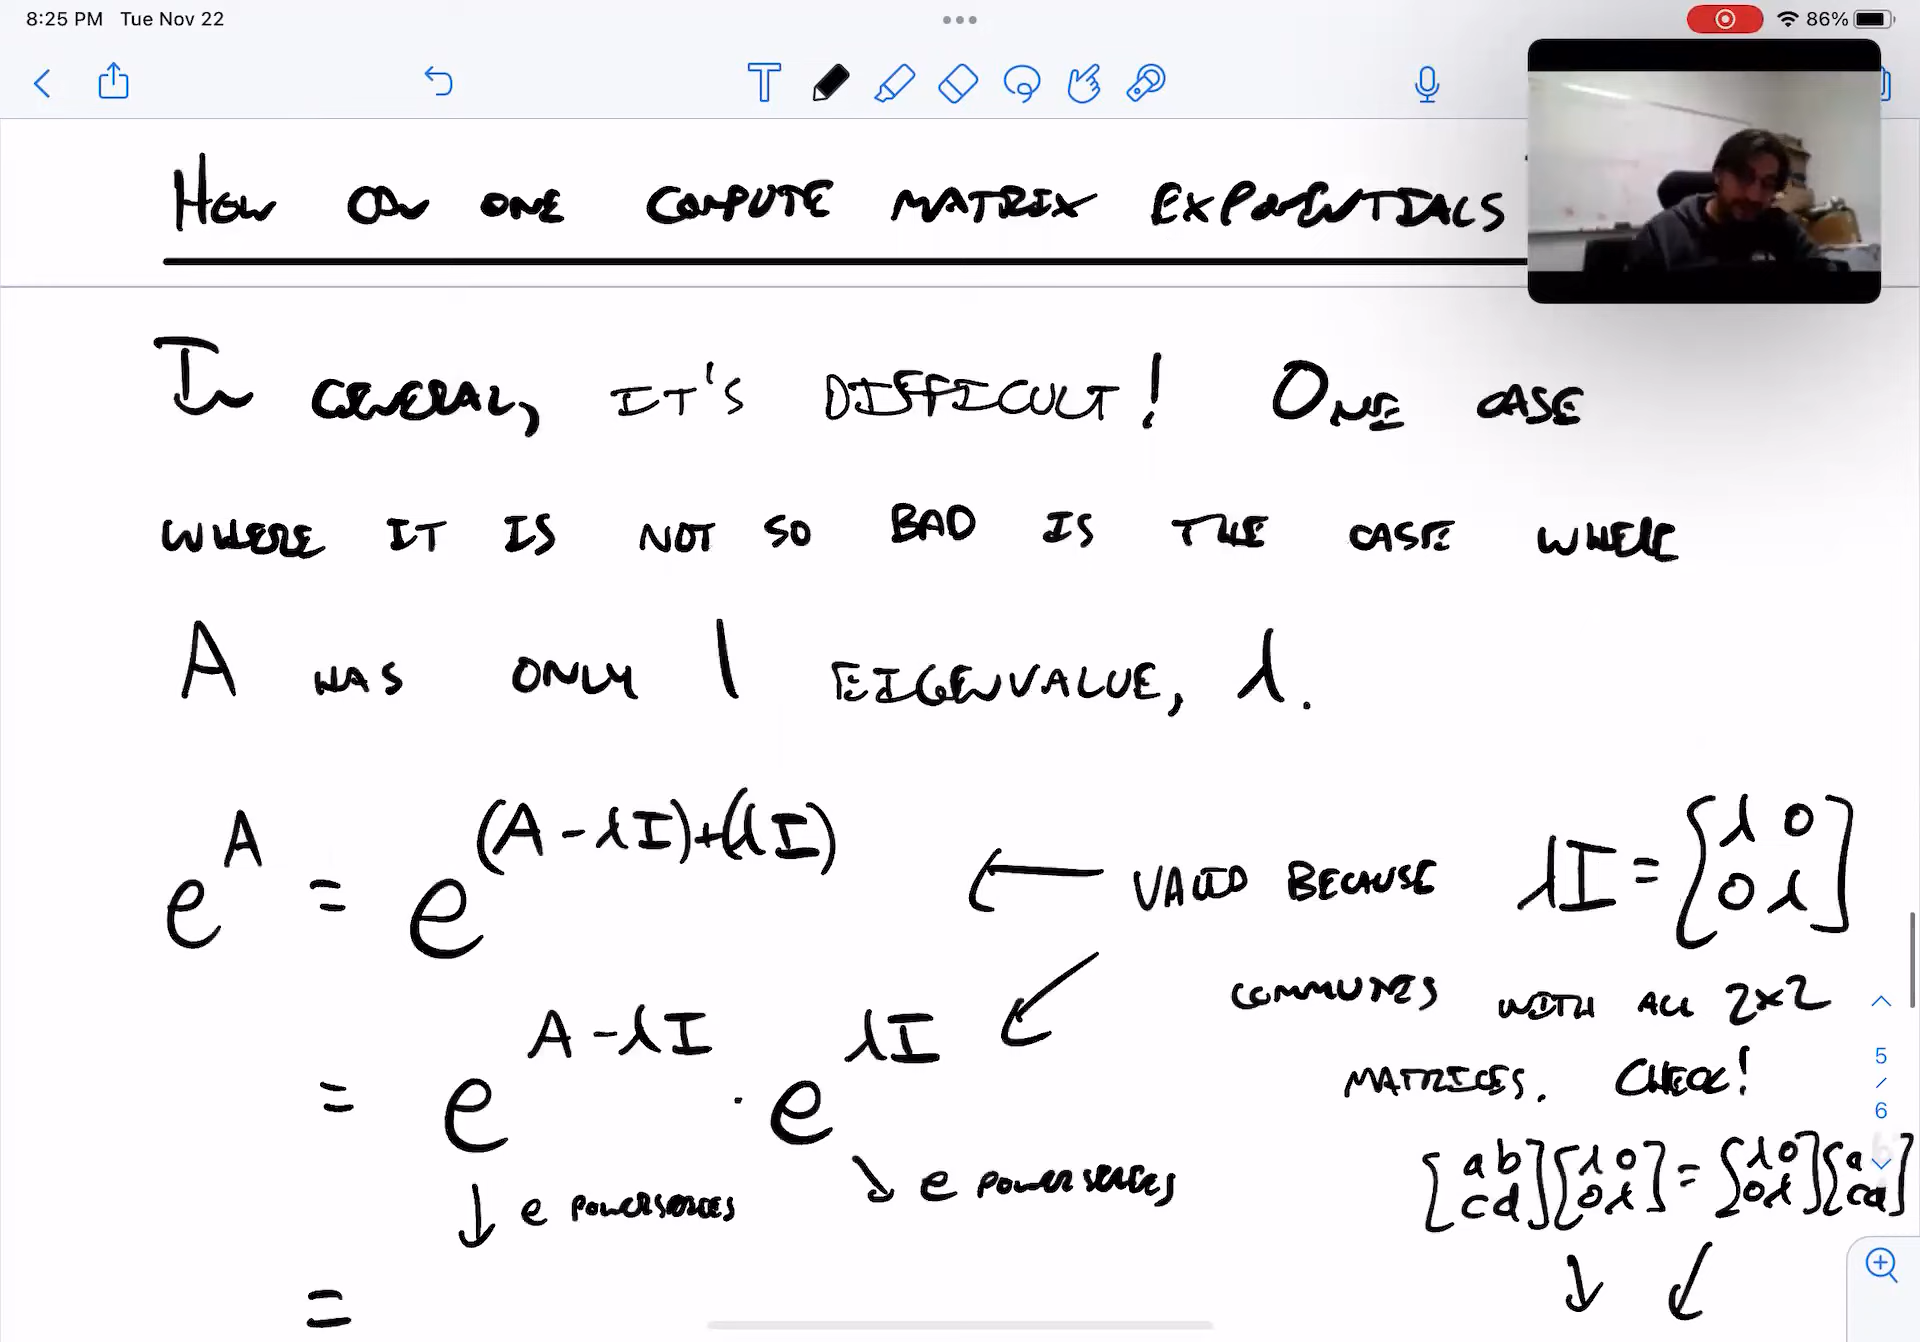 8:25 PM Tue Nov 22
86%
HOW CAN ONE COMPUTE MATRIX EXPONENTIALS
IN GENERAL, IT'S DIFFICULT! ONE CASE
WHERE IT IS NOT SO BAD IS THE CASE WHERE
A HAS ONLY 1 EIGENVALUE, λ.
e^A = e^{(A - λI)+(λI)} ← VALID BECAUSE λI = [λ 0
0 λ]
COMMUTES WITH ALL 2×2
= e^{A - λI} · e^{λI}
MATRICES. CHECK!
↓ e POWERSERIES ↘ e POWERSERIES
[a b
c d] [λ 0
0 λ] = [λ 0
0 λ] [a b
c d]
=
5
/
6